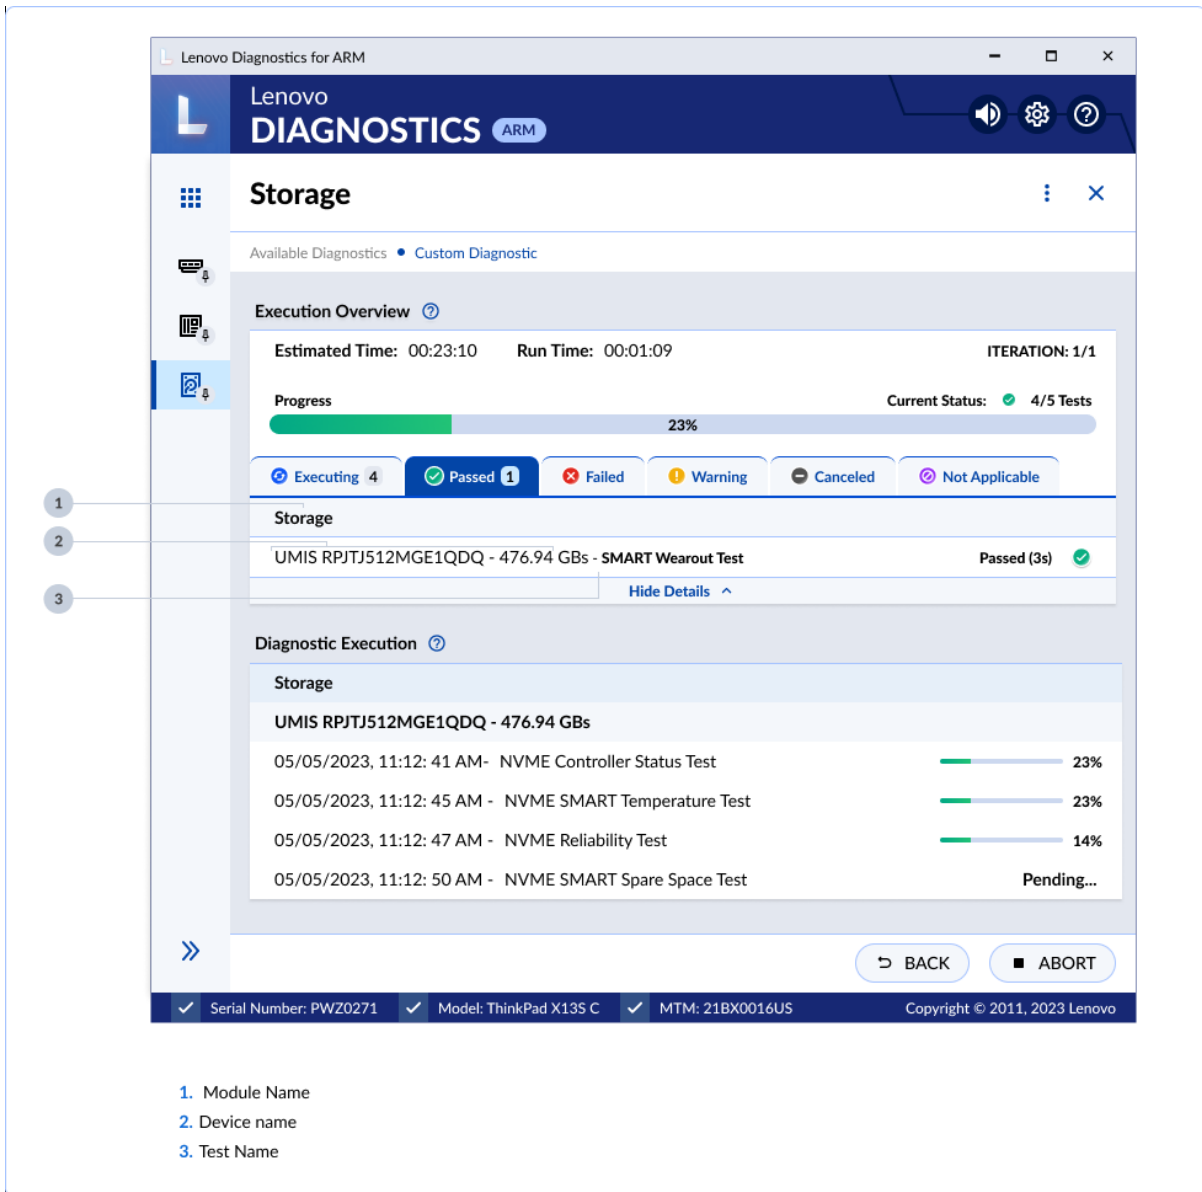 Lenovo Diagnostics for ARM
L
Lenovo
DIAGNOSTICS ARM
Storage
Available Diagnostics • Custom Diagnostic
Execution Overview ?
Estimated Time: 00:23:10 Run Time: 00:01:09 ITERATION: 1/1
Progress Current Status: 4/5 Tests
23%
Executing 4 Passed 1 Failed Warning Canceled Not Applicable
1
Storage
2
UMIS RPJTJ512MGE1QDQ - 476.94 GBs - SMART Wearout Test Passed (3s)
3
Hide Details
Diagnostic Execution ?
Storage
UMIS RPJTJ512MGE1QDQ - 476.94 GBs
05/05/2023, 11:12: 41 AM- NVME Controller Status Test 23%
05/05/2023, 11:12: 45 AM - NVME SMART Temperature Test 23%
05/05/2023, 11:12: 47 AM - NVME Reliability Test 14%
05/05/2023, 11:12: 50 AM - NVME SMART Spare Space Test Pending...
BACK ABORT
Serial Number: PWZ0271 Model: ThinkPad X13S C MTM: 21BX0016US Copyright © 2011, 2023 Lenovo
1. Module Name
2. Device name
3. Test Name